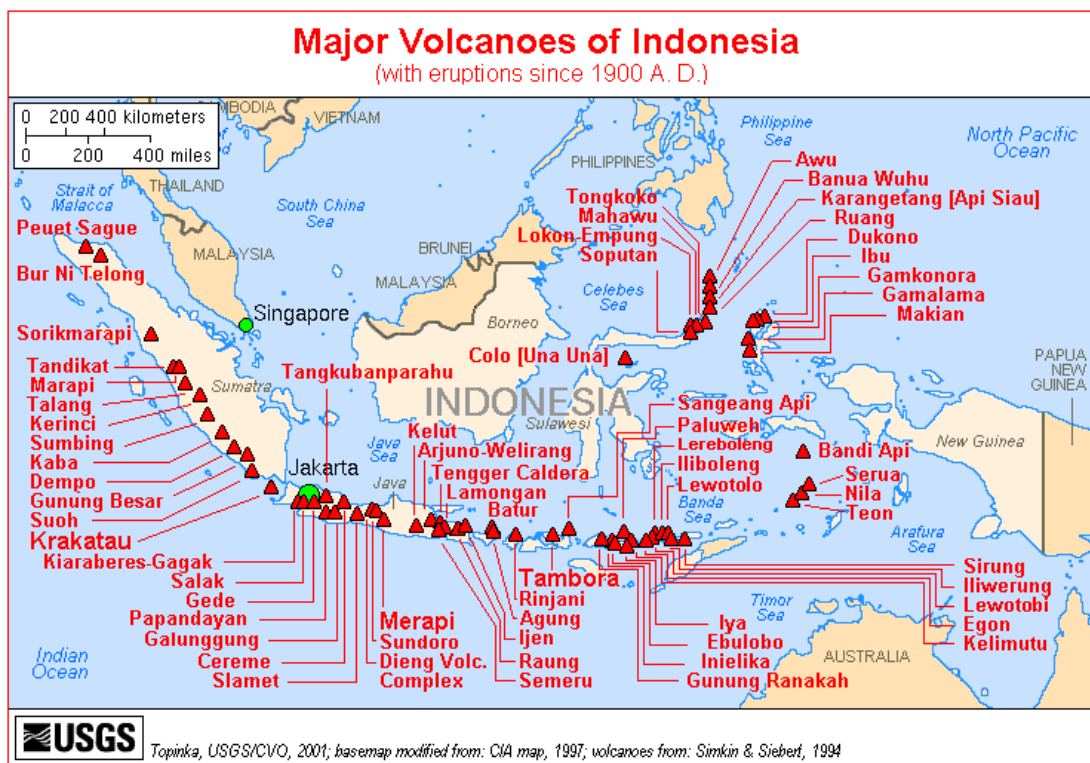 Major Volcanoes of Indonesia
(with eruptions since 1900 A. D.)
0 200 400 kilometers
0 200 400 miles
CAMBODIA
VIETNAM
THAILAND
Strait of
Malacca
South China
Sea
MALAYSIA
BRUNEI
MALAYSIA
PHILIPPINES
Philippine
Sea
North Pacific
Ocean
Celebes
Sea
Borneo
Singapore
Sumatra
INDONESIA
Sulawesi
Java
Sea
Jakarta
Java
Banda
Sea
New Guinea
PAPUA
NEW
GUINEA
Arafura
Sea
Timor
Sea
AUSTRALIA
Indian
Ocean
Peuet Sague
Bur Ni Telong
Sorikmarapi
Tandikat
Marapi
Talang
Kerinci
Sumbing
Kaba
Dempo
Gunung Besar
Suoh
Krakatau
Kiaraberes-Gagak
Salak
Gede
Papandayan
Galunggung
Cereme
Slamet
Tangkubanparahu
Merapi
Sundoro
Dieng Volc.
Complex
Kelut
Arjuno-Welirang
Tengger Caldera
Lamongan
Batur
Tambora
Rinjani
Agung
Ijen
Raung
Semeru
Tongkoko
Mahawu
Lokon-Empung
Soputan
Colo [Una Una]
Awu
Banua Wuhu
Karangetang [Api Siau]
Ruang
Dukono
Ibu
Gamkonora
Gamalama
Makian
Sangeang Api
Paluweh
Lereboleng
Iliboleng
Lewotolo
Bandi Api
Serua
Nila
Teon
Sirung
Iliwerung
Lewotobi
Egon
Kelimutu
Iya
Ebulobo
Inielika
Gunung Ranakah
USGS
Topinka, USGS/CVO, 2001; basemap modified from: CIA map, 1997; volcanoes from: Simkin & Siebert, 1994